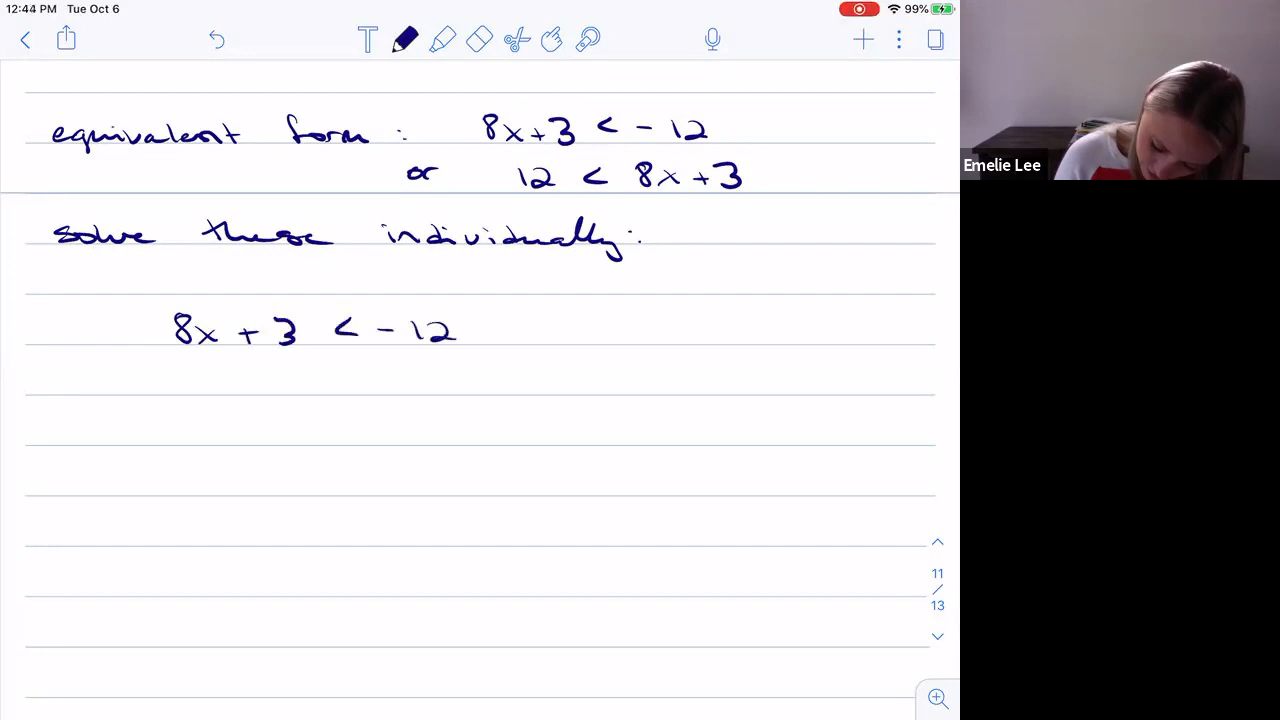 12:44 PM Tue Oct 6
99%
equivalent form : 8x + 3 < - 12
or 12 < 8x + 3
solve these individually:
8x + 3 < - 12
Emelie Lee
11
/
13